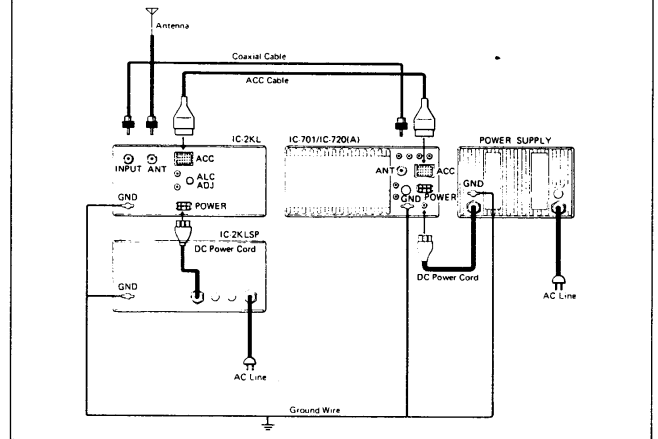 Antenna
Coaxial Cable
ACC Cable
IC-2KL
IC-701/IC-720(A)
POWER SUPPLY
INPUT ANT
ACC
ALC
ADJ
POWER
GND
ANT
ACC
GND
POWER
GND
IC-2KLSP
DC Power Cord
GND
DC Power Cord
AC Line
AC Line
Ground Wire